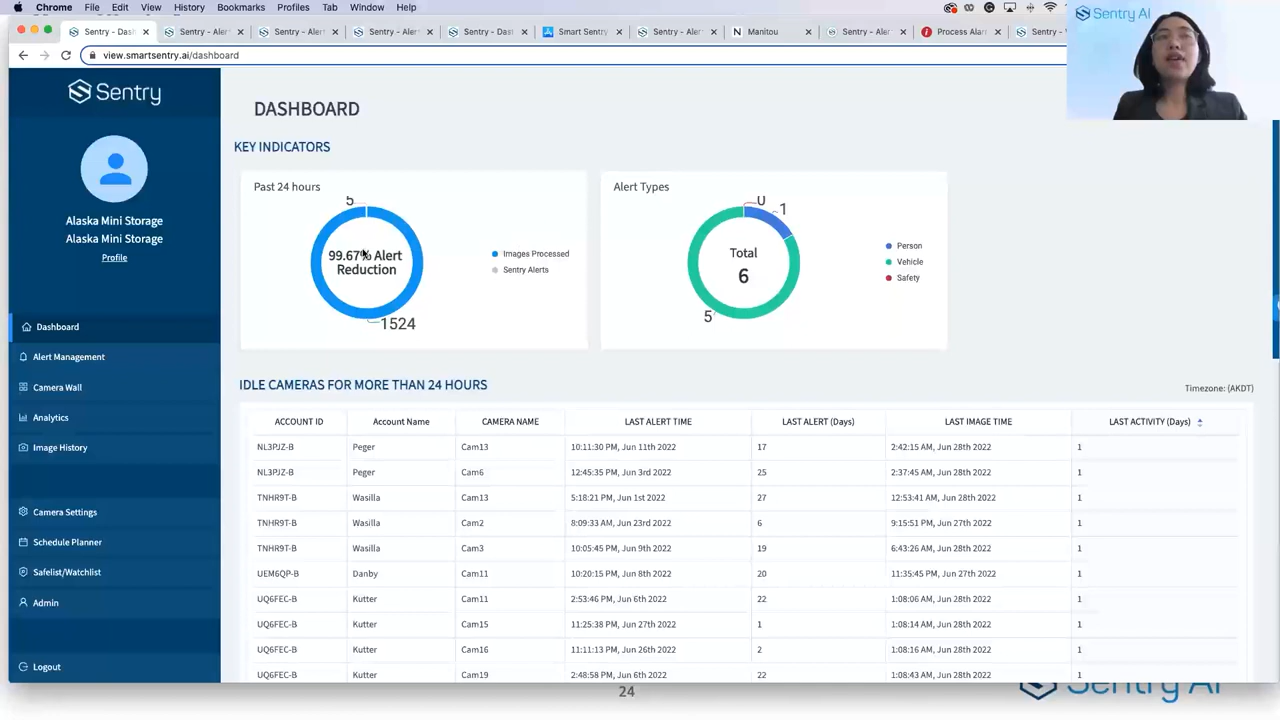 Chrome File Edit View History Bookmarks Profiles Tab Window Help
Sentry - Dash Sentry - Aler Sentry - Alert Sentry - Alert Sentry - Dast Smart Sentry Sentry - Aler Manitou Sentry - Aler Process Alar Sentry -
view.smartsentry.ai/dashboard
Sentry AI
Sentry
Alaska Mini Storage
Alaska Mini Storage
Profile
Dashboard
Alert Management
Camera Wall
Analytics
Image History
Camera Settings
Schedule Planner
Safelist/Watchlist
Admin
Logout
DASHBOARD
KEY INDICATORS
Past 24 hours
5
99.67% Alert
Reduction
1524
Images Processed
Sentry Alerts
Alert Types
0
1
Total
6
5
Person
Vehicle
Safety
IDLE CAMERAS FOR MORE THAN 24 HOURS
Timezone: (AKDT)
ACCOUNT ID Account Name CAMERA NAME LAST ALERT TIME LAST ALERT (Days) LAST IMAGE TIME LAST ACTIVITY (Days)
NL3PJZ-B Peger Cam13 10:11:30 PM, Jun 11th 2022 17 2:42:15 AM, Jun 28th 2022 1
NL3PJZ-B Peger Cam6 12:45:35 PM, Jun 3rd 2022 25 2:37:45 AM, Jun 28th 2022 1
TNHR9T-B Wasilla Cam13 5:18:21 PM, Jun 1st 2022 27 12:53:41 AM, Jun 28th 2022 1
TNHR9T-B Wasilla Cam2 8:09:33 AM, Jun 23rd 2022 6 9:15:51 PM, Jun 27th 2022 1
TNHR9T-B Wasilla Cam3 10:05:45 PM, Jun 9th 2022 19 6:43:26 AM, Jun 28th 2022 1
UEM6QP-B Danby Cam11 10:20:15 PM, Jun 8th 2022 20 11:35:45 PM, Jun 27th 2022 1
UQ6FEC-B Kutter Cam11 2:53:46 PM, Jun 6th 2022 22 1:08:06 AM, Jun 28th 2022 1
UQ6FEC-B Kutter Cam15 11:25:38 PM, Jun 27th 2022 1 1:08:14 AM, Jun 28th 2022 1
UQ6FEC-B Kutter Cam16 11:11:13 PM, Jun 26th 2022 2 1:08:16 AM, Jun 28th 2022 1
UQ6FEC-B Kutter Cam19 2:48:58 PM, Jun 6th 2022 22 1:08:43 AM, Jun 28th 2022 1
24
Sentry AI